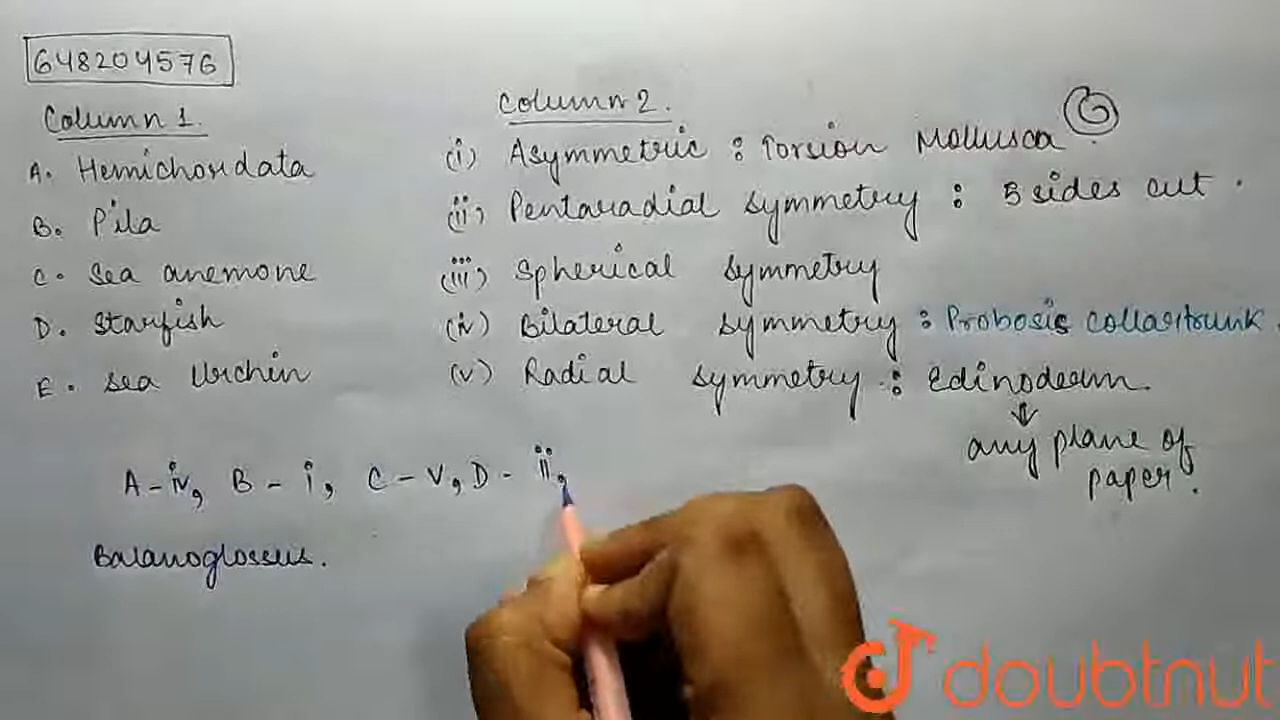 648204576
Column 1.
Column 2.
A. Hemichordata
(i) Asymmetric : Torsion Mollusca
B. Pila
(ii) Pentaradial symmetry : 5 sides cut.
C. Sea anemone
(iii) Spherical symmetry
D. Starfish
(iv) Bilateral symmetry : Probosis collar trunk.
E. Sea Urchin
(v) Radial symmetry : Edinoderm.
any plane of
paper.
A - iv, B - i, C - v, D - ii,
Balanoglossus.
doubtnut